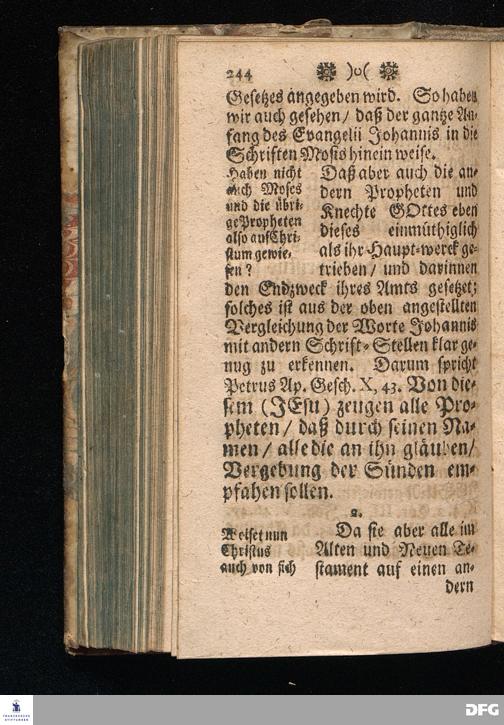 244 )o(
Gesetzes angegeben wird. So haben
wir auch gesehen / daß der gantze An-
fang des Evangelii Johannis in die
Schriften Mosis hinein weise.
Haben nicht
auch Moses
und die übri-
ge Propheten
also auf Chri-
stum gewie-
sen?
Daß aber auch die an-
dern Propheten und
Knechte GOttes eben
dieses einmüthiglich
als ihr Haupt-werck ge-
trieben / und darinnen
den Endzweck ihres Amts gesetzet;
solches ist aus der oben angestellten
Vergleichung der Worte Johannis
mit andern Schrift-Stellen klar ge-
nug zu erkennen. Darum spricht
Petrus Ap. Gesch. X, 43. Von die-
sem (JEsu) zeugen alle Pro-
pheten / daß durch seinen Na-
men / alle die an ihn gläuben /
Vergebung der Sünden em-
pfahen sollen.
2.
Weiset nun
Christus
auch von sich
Da sie aber alle im
Alten und Neuen Te-
stament auf einen an-
dern
FRANCKESCHE
STIFTUNGEN
DFG